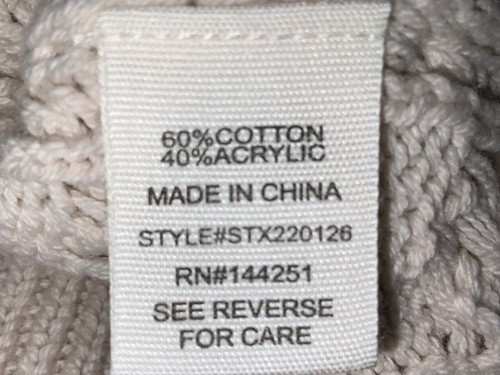 60%COTTON
40%ACRYLIC
MADE IN CHINA
STYLE#STX220126
RN#144251
SEE REVERSE
FOR CARE